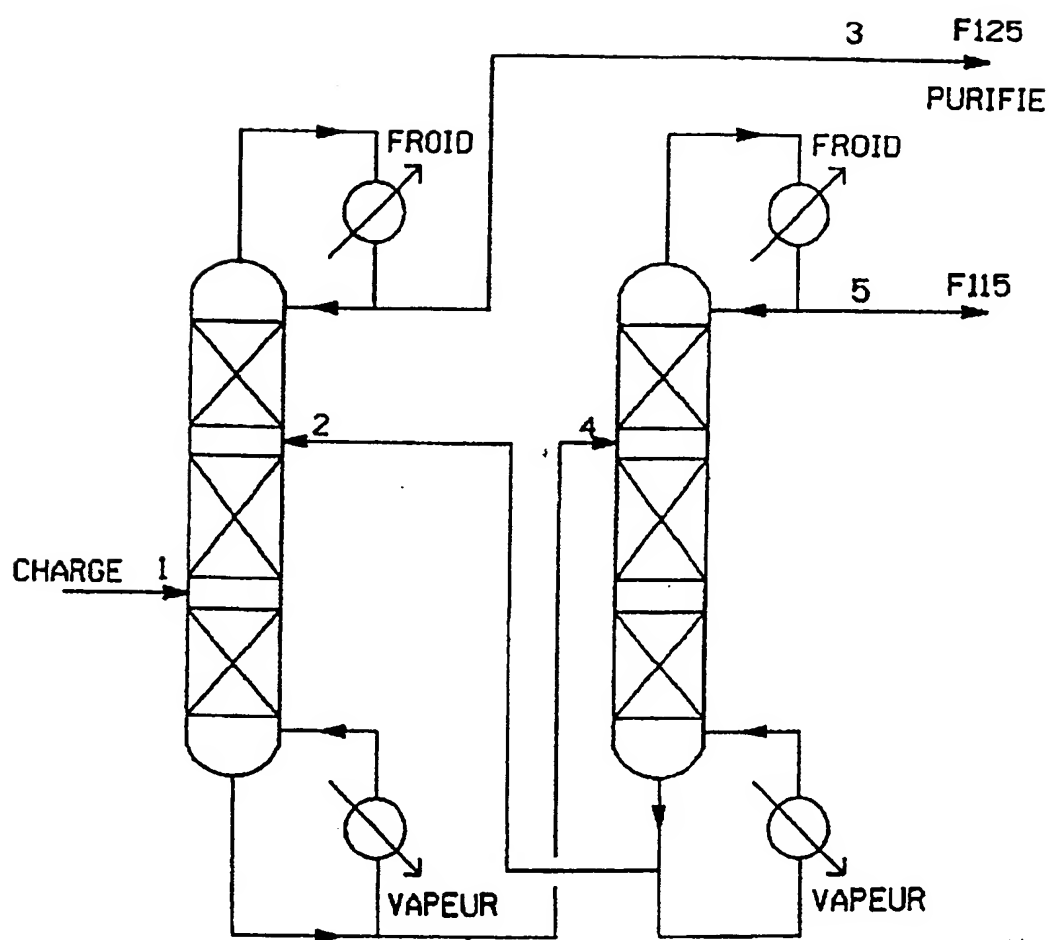 3 F125
PURIFIE
FROID FROID
5 F115
2 4
CHARGE 1
VAPEUR VAPEUR